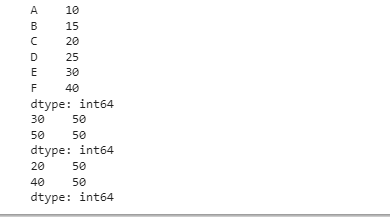 A    10
B    15
C    20
D    25
E    30
F    40
dtype: int64
30    50
50    50
dtype: int64
20    50
40    50
dtype: int64